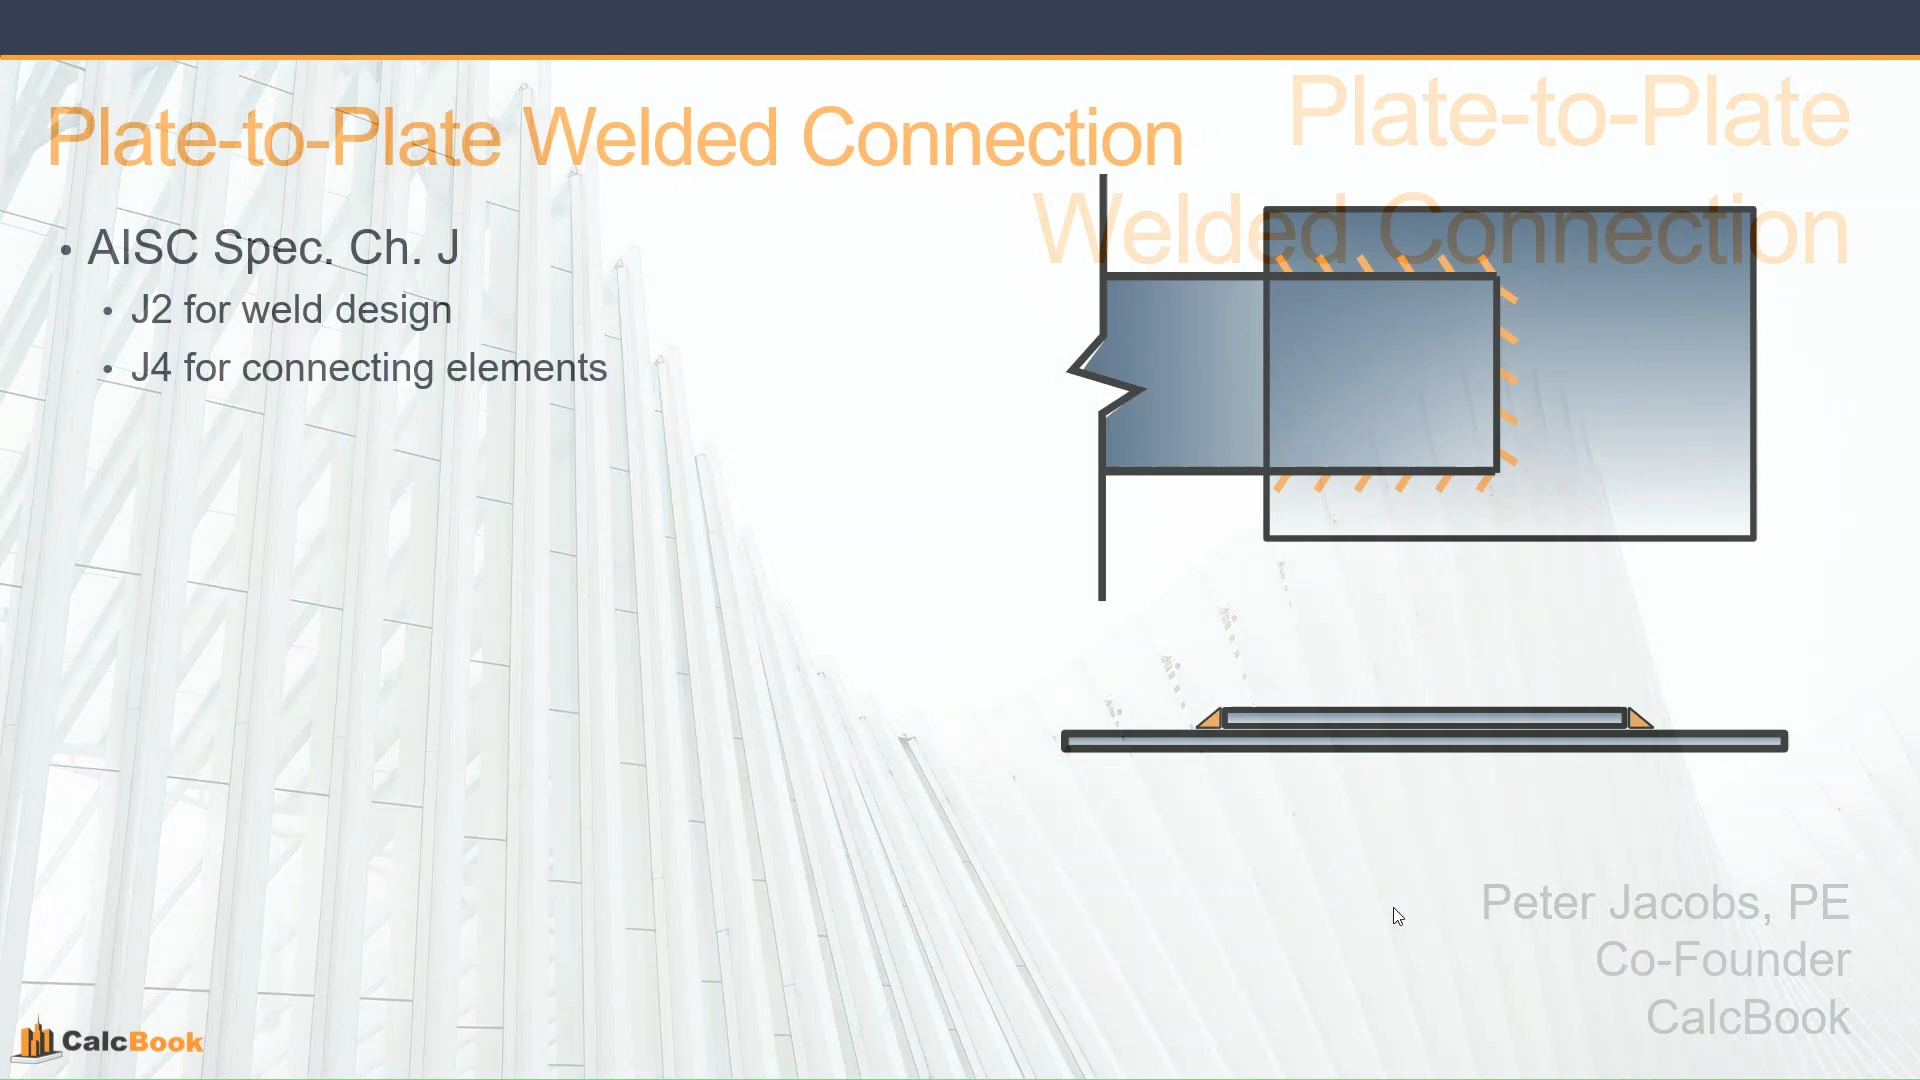 Plate-to-Plate Welded Connection
Plate-to-Plate
Welded Connection
• AISC Spec. Ch. J
• J2 for weld design
• J4 for connecting elements
Peter Jacobs, PE
Co-Founder
CalcBook
CalcBook